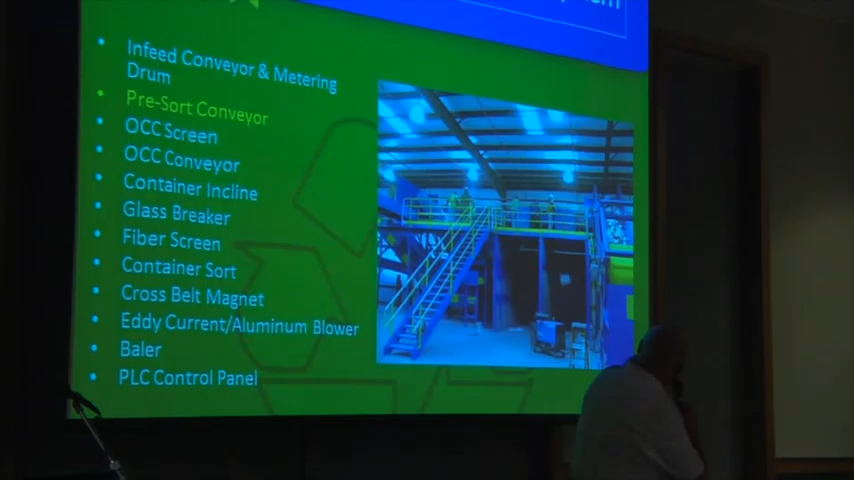 Infeed Conveyor & Metering
Drum
Pre-Sort Conveyor
OCC Screen
OCC Conveyor
Container Incline
Glass Breaker
Fiber Screen
Container Sort
Cross Belt Magnet
Eddy Current/Aluminum Blower
Baler
PLC Control Panel